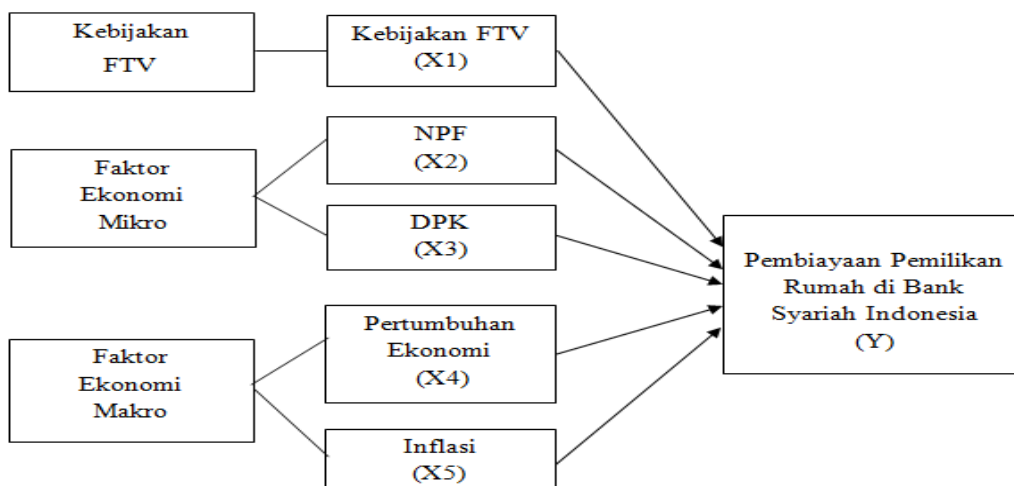 Kebijakan
FTV
Kebijakan FTV
(X1)
Faktor
Ekonomi
Mikro
NPF
(X2)
DPK
(X3)
Faktor
Ekonomi
Makro
Pertumbuhan
Ekonomi
(X4)
Inflasi
(X5)
Pembiayaan Pemilikan
Rumah di Bank
Syariah Indonesia
(Y)